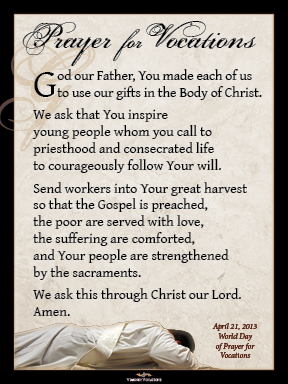 Prayer for Vocations
God our Father, You made each of us
to use our gifts in the Body of Christ.
We ask that You inspire
young people whom you call to
priesthood and consecrated life
to courageously follow Your will.
Send workers into Your great harvest
so that the Gospel is preached,
the poor are served with love,
the suffering are comforted,
and Your people are strengthened
by the sacraments.
We ask this through Christ our Lord.
Amen.
April 21, 2013
World Day
of Prayer for
Vocations